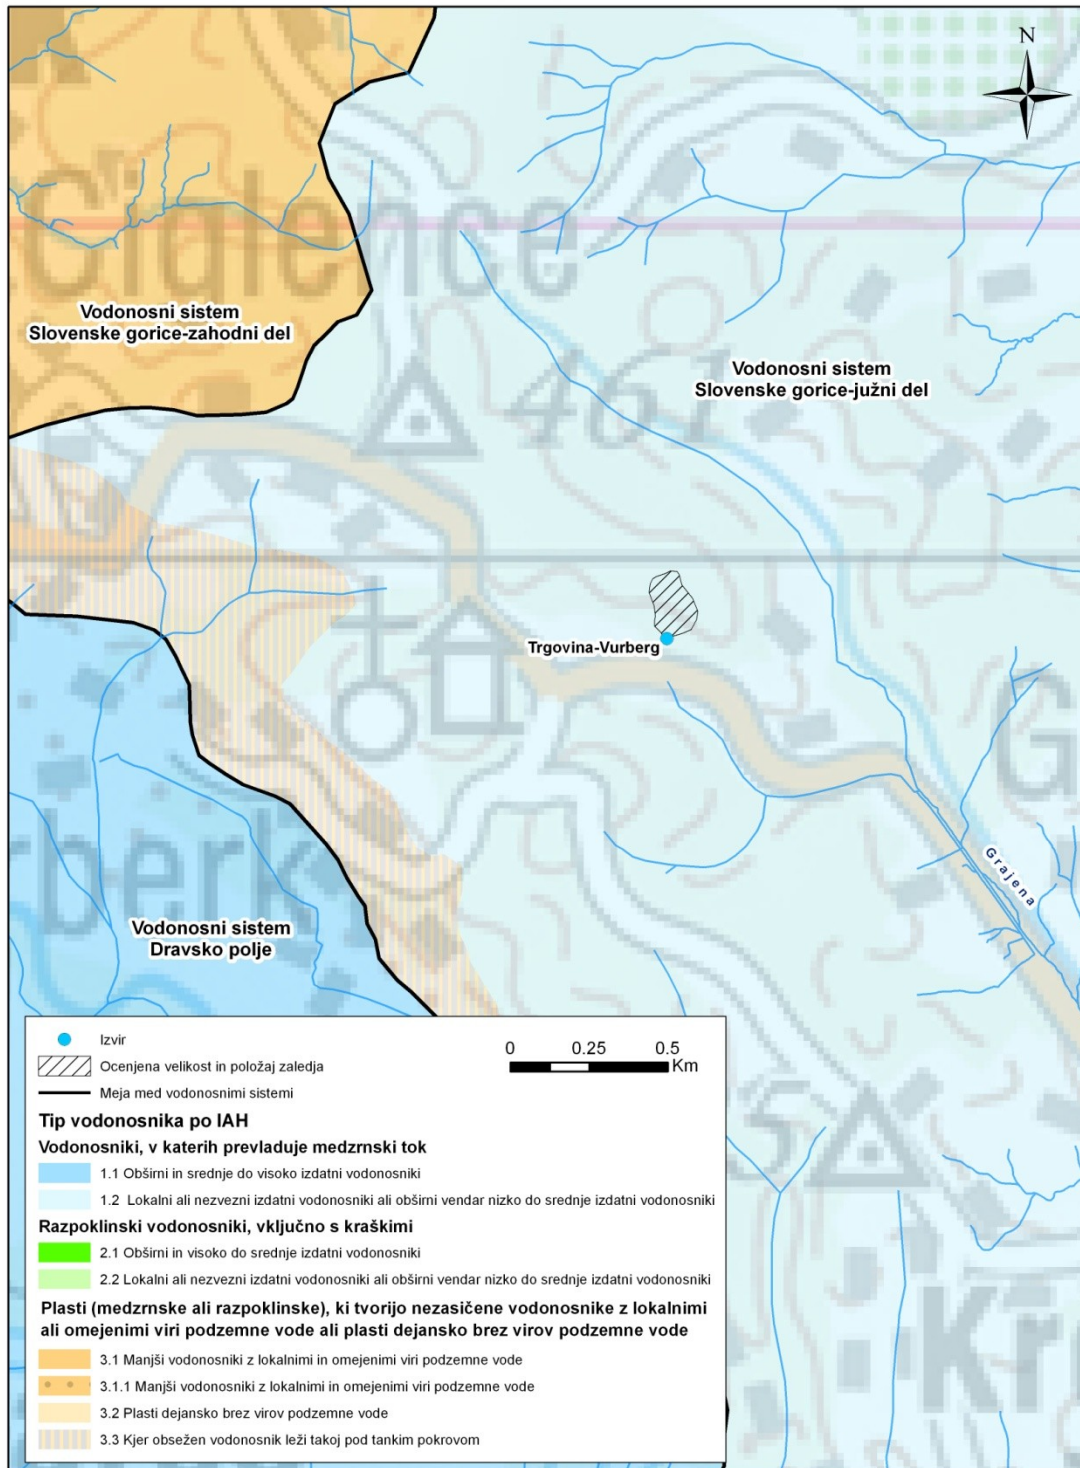 N
Ciglence
Vodonosni sistem
Slovenske gorice-zahodni del
Vodonosni sistem
Slovenske gorice-južni del
Trgovina-Vurberg
Grajena
Vodonosni sistem
Dravsko polje
Izvir
Ocenjena velikost in položaj zaledja
Meja med vodonosnimi sistemi
0 0.25 0.5
Km
Tip vodonosnika po IAH
Vodonosniki, v katerih prevladuje medzrnski tok
1.1 Obširni in srednje do visoko izdatni vodonosniki
1.2 Lokalni ali nezvezni izdatni vodonosniki ali obširni vendar nizko do srednje izdatni vodonosniki
Razpoklinski vodonosniki, vključno s kraškimi
2.1 Obširni in visoko do srednje izdatni vodonosniki
2.2 Lokalni ali nezvezni izdatni vodonosniki ali obširni vendar nizko do srednje izdatni vodonosniki
Plasti (medzrnske ali razpoklinske), ki tvorijo nezasičene vodonosnike z lokalnimi
ali omejenimi viri podzemne vode ali plasti dejansko brez virov podzemne vode
3.1 Manjši vodonosniki z lokalnimi in omejenimi viri podzemne vode
3.1.1 Manjši vodonosniki z lokalnimi in omejenimi viri podzemne vode
3.2 Plasti dejansko brez virov podzemne vode
3.3 Kjer obsežen vodonosnik leži takoj pod tankim pokrovom